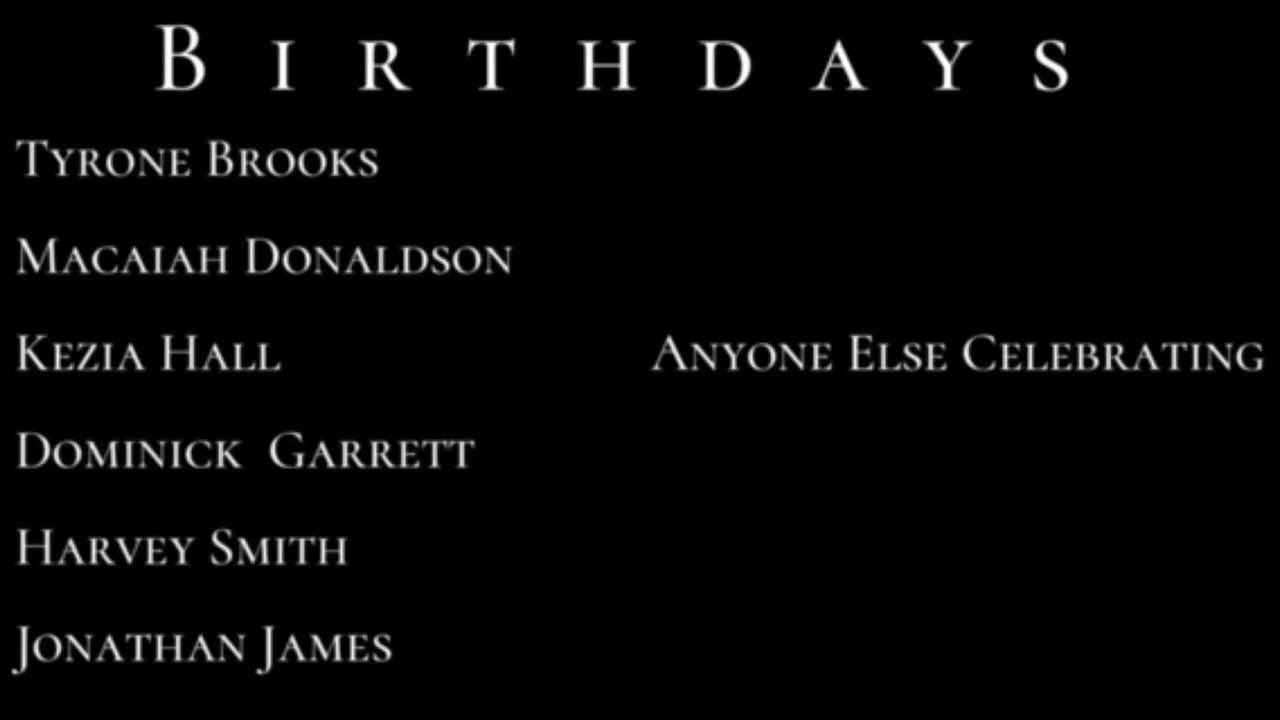 Birthdays
Tyrone Brooks
Macaiah Donaldson
Kezia Hall
Dominick Garrett
Harvey Smith
Jonathan James
Anyone Else Celebrating